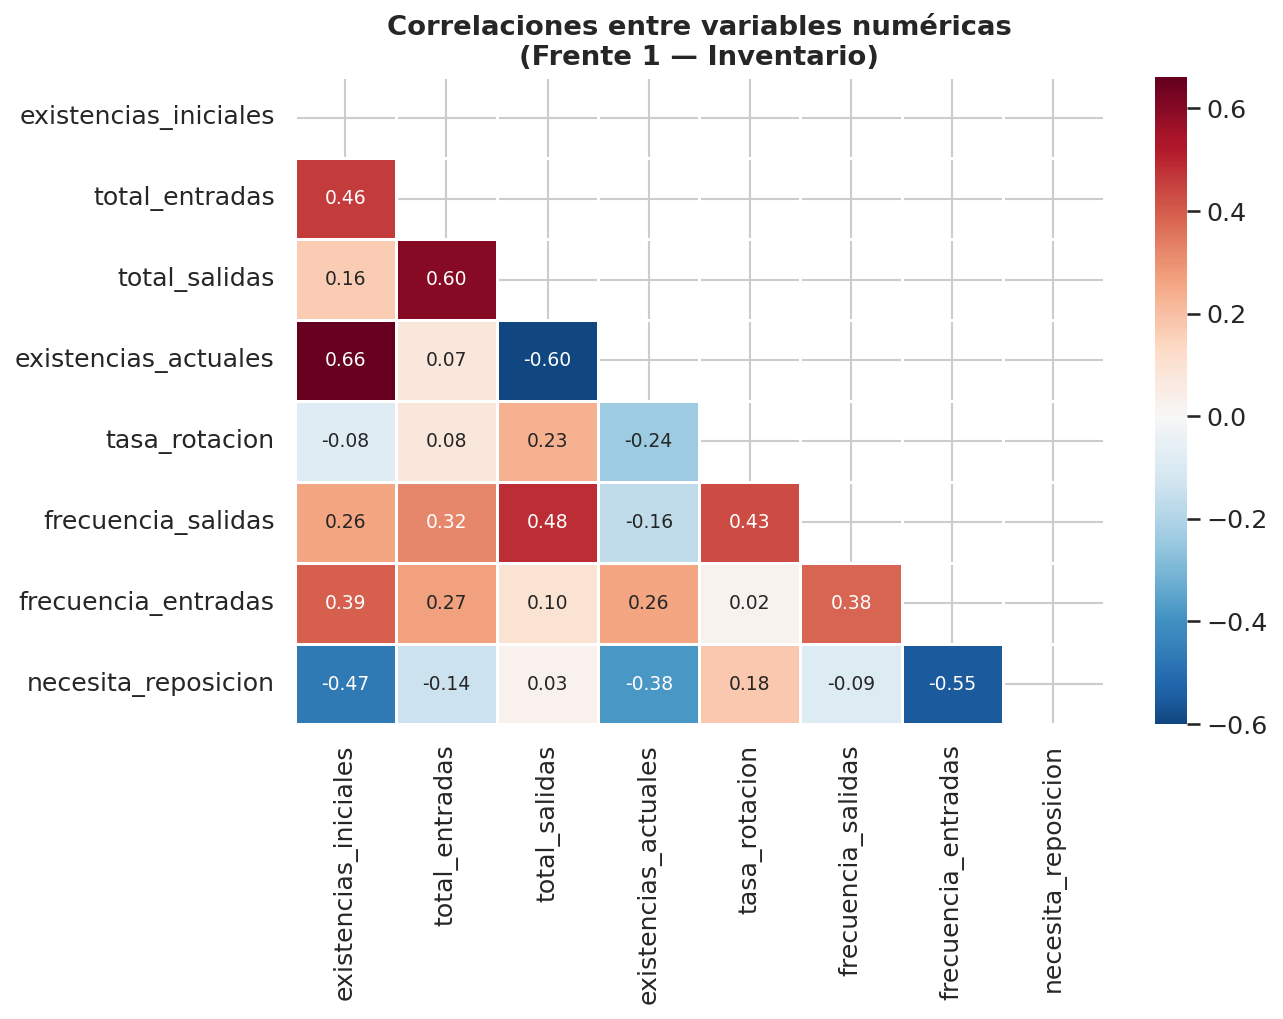 Correlaciones entre variables numéricas
(Frente 1 — Inventario)
existencias_iniciales
total_entradas 0.46
total_salidas 0.16 0.60
existencias_actuales 0.66 0.07 -0.60
tasa_rotacion -0.08 0.08 0.23 -0.24
frecuencia_salidas 0.26 0.32 0.48 -0.16 0.43
frecuencia_entradas 0.39 0.27 0.10 0.26 0.02 0.38
necesita_reposicion -0.47 -0.14 0.03 -0.38 0.18 -0.09 -0.55
existencias_iniciales
total_entradas
total_salidas
existencias_actuales
tasa_rotacion
frecuencia_salidas
frecuencia_entradas
necesita_reposicion
0.6
0.4
0.2
0.0
−0.2
−0.4
−0.6